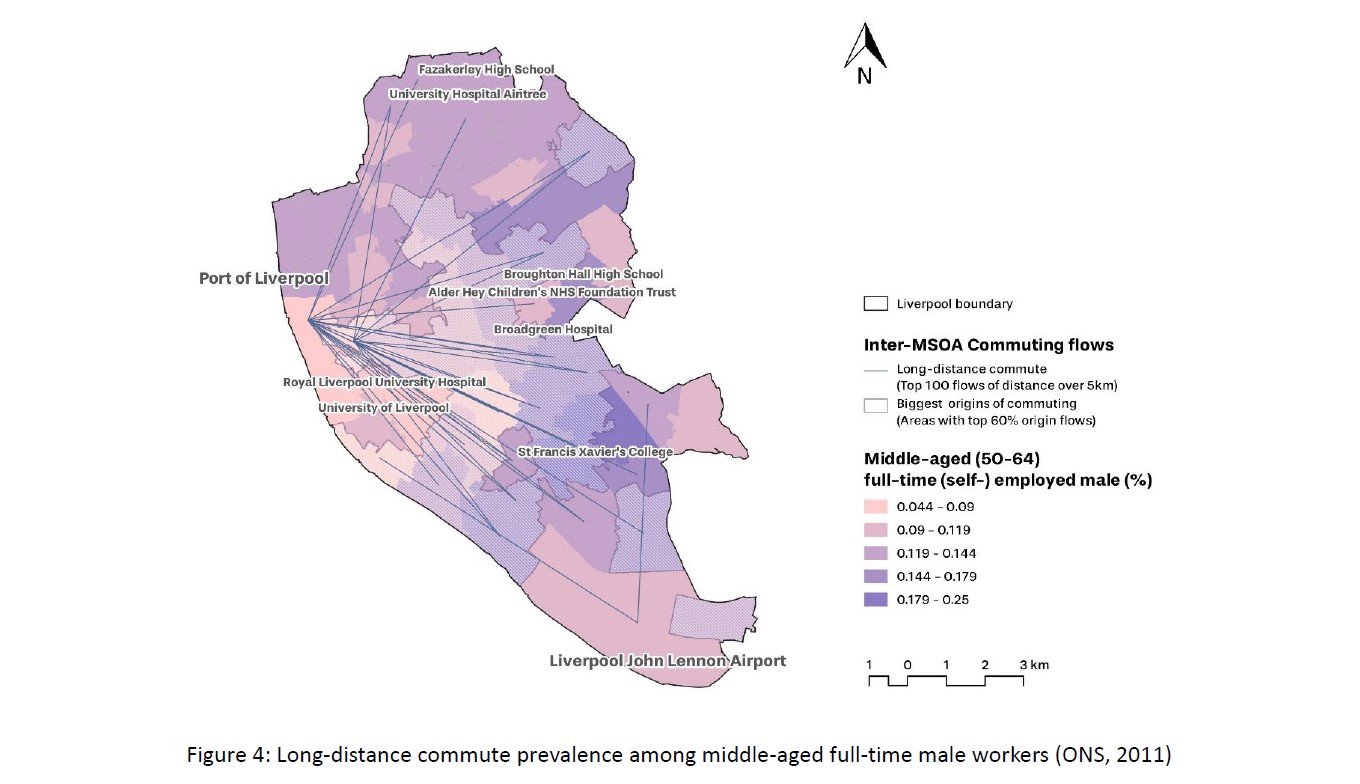 Fazakerley High School
University Hospital Aintree
N
Port of Liverpool
Broughton Hall High School
Alder Hey Children's NHS Foundation Trust
Broadgreen Hospital
Royal Liverpool University Hospital
University of Liverpool
St Francis Xavier's College
Liverpool John Lennon Airport
Liverpool boundary
Inter-MSOA Commuting flows
Long-distance commute
(Top 100 flows of distance over 5km)
Biggest origins of commuting
(Areas with top 60% origin flows)
Middle-aged (50-64)
full-time (self-) employed male (%)
0.044 - 0.09
0.09 - 0.119
0.119 - 0.144
0.144 - 0.179
0.179 - 0.25
1 0 1 2 3 km
Figure 4: Long-distance commute prevalence among middle-aged full-time male workers (ONS, 2011)